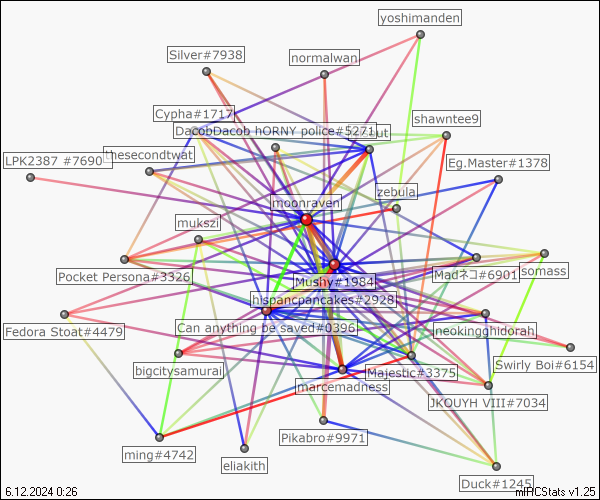 yoshimanden
Silver#7938
normalwan
Cypha#1717
shawntee9
DacobDacob hORNY police#5271
LPK2387 #7690
thesecondtwat
Eg.Master#1378
zebula
moonraven
mukszi
Pocket Persona#3326
Mushy#1984
Madネコ#6901
somass
hispancpancakes#2928
Fedora Stoat#4479
Can anything be saved#0396
neokingghidorah
bigcitysamurai
Majestic#3375
Swirly Boi#6154
marcemadness
JKOUYH VIII#7034
ming#4742
Pikabro#9971
eliakith
Duck#1245
6.12.2024 0:26
mIRCStats v1.25